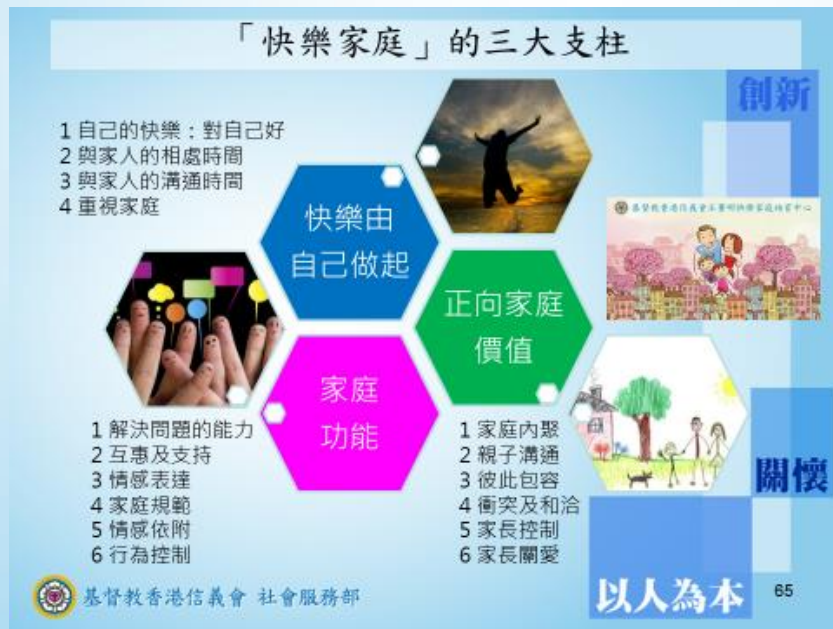 「快樂家庭」的三大支柱
創新
1 自己的快樂：對自己好
2 與家人的相處時間
3 與家人的溝通時間
4 重視家庭
快樂由
自己做起
正向家庭
價值
家庭
功能
1 解決問題的能力
2 互惠及支持
3 情感表達
4 家庭規範
5 情感依附
6 行為控制
1 家庭內聚
2 親子溝通
3 彼此包容
4 衝突及和洽
5 家長控制
6 家長關愛
關懷
以人為本
基督教香港信義會 社會服務部
65